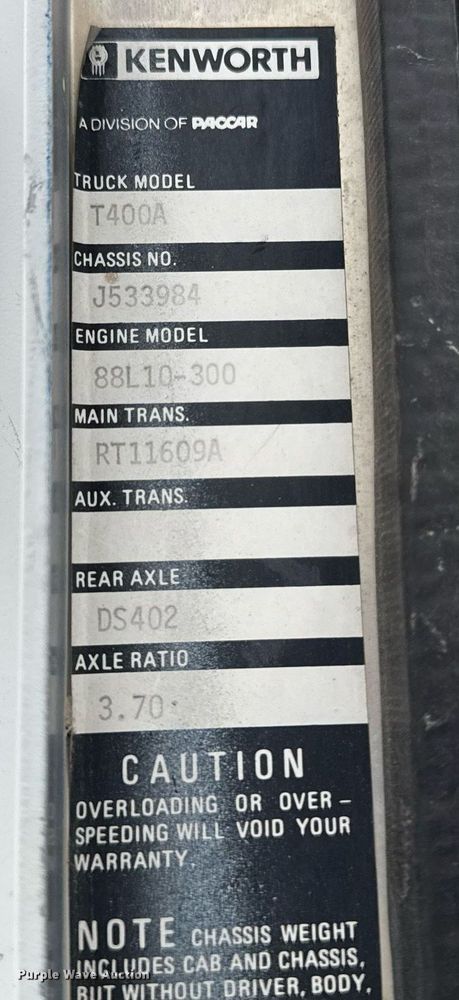 KENWORTH
A DIVISION OF PACCAR
TRUCK MODEL
T400A
CHASSIS NO.
J533984
ENGINE MODEL
88L10-300
MAIN TRANS.
RT11609A
AUX. TRANS.
REAR AXLE
DS402
AXLE RATIO
3.70
CAUTION
OVERLOADING OR OVER-
SPEEDING WILL VOID YOUR
WARRANTY.
NOTE CHASSIS WEIGHT
INCLUDES CAB AND CHASSIS,
BUT WITHOUT DRIVER, BODY,
Purple Wave Auction